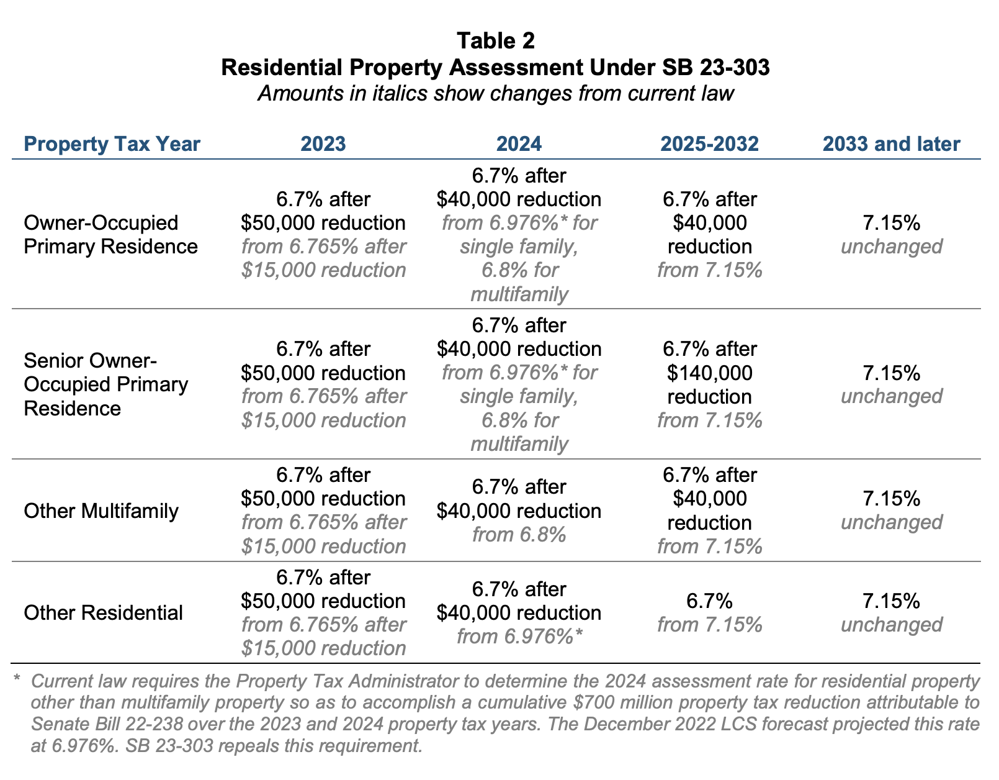 Table 2
Residential Property Assessment Under SB 23-303
Amounts in italics show changes from current law
Property Tax Year 2023 2024 2025-2032 2033 and later
Owner-Occupied
Primary Residence
6.7% after
$50,000 reduction
from 6.765% after
$15,000 reduction
6.7% after
$40,000 reduction
from 6.976%* for
single family,
6.8% for
multifamily
6.7% after
$40,000
reduction
from 7.15%
7.15%
unchanged
Senior Owner-
Occupied Primary
Residence
6.7% after
$50,000 reduction
from 6.765% after
$15,000 reduction
6.7% after
$40,000 reduction
from 6.976%* for
single family,
6.8% for
multifamily
6.7% after
$140,000
reduction
from 7.15%
7.15%
unchanged
Other Multifamily
6.7% after
$50,000 reduction
from 6.765% after
$15,000 reduction
6.7% after
$40,000 reduction
from 6.8%
6.7% after
$40,000
reduction
from 7.15%
7.15%
unchanged
Other Residential
6.7% after
$50,000 reduction
from 6.765% after
$15,000 reduction
6.7% after
$40,000 reduction
from 6.976%*
6.7%
from 7.15%
7.15%
unchanged
* Current law requires the Property Tax Administrator to determine the 2024 assessment rate for residential property
other than multifamily property so as to accomplish a cumulative $700 million property tax reduction attributable to
Senate Bill 22-238 over the 2023 and 2024 property tax years. The December 2022 LCS forecast projected this rate
at 6.976%. SB 23-303 repeals this requirement.